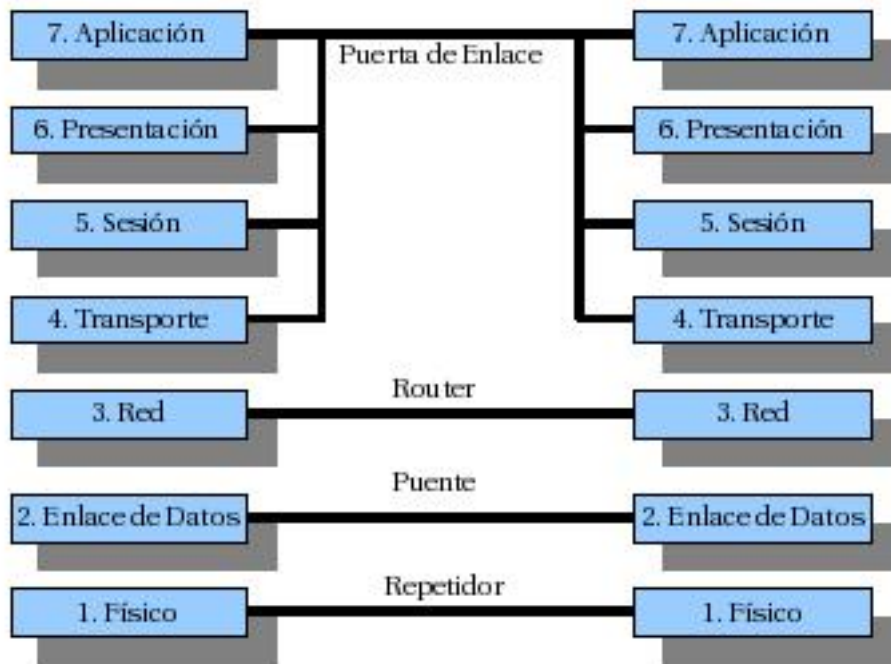 7. Aplicación
7. Aplicación
Puerta de Enlace
6. Presentación
6. Presentación
5. Sesión
5. Sesión
4. Transporte
4. Transporte
Router
3. Red
3. Red
Puente
2. Enlace de Datos
2. Enlace de Datos
Repetidor
1. Físico
1. Físico